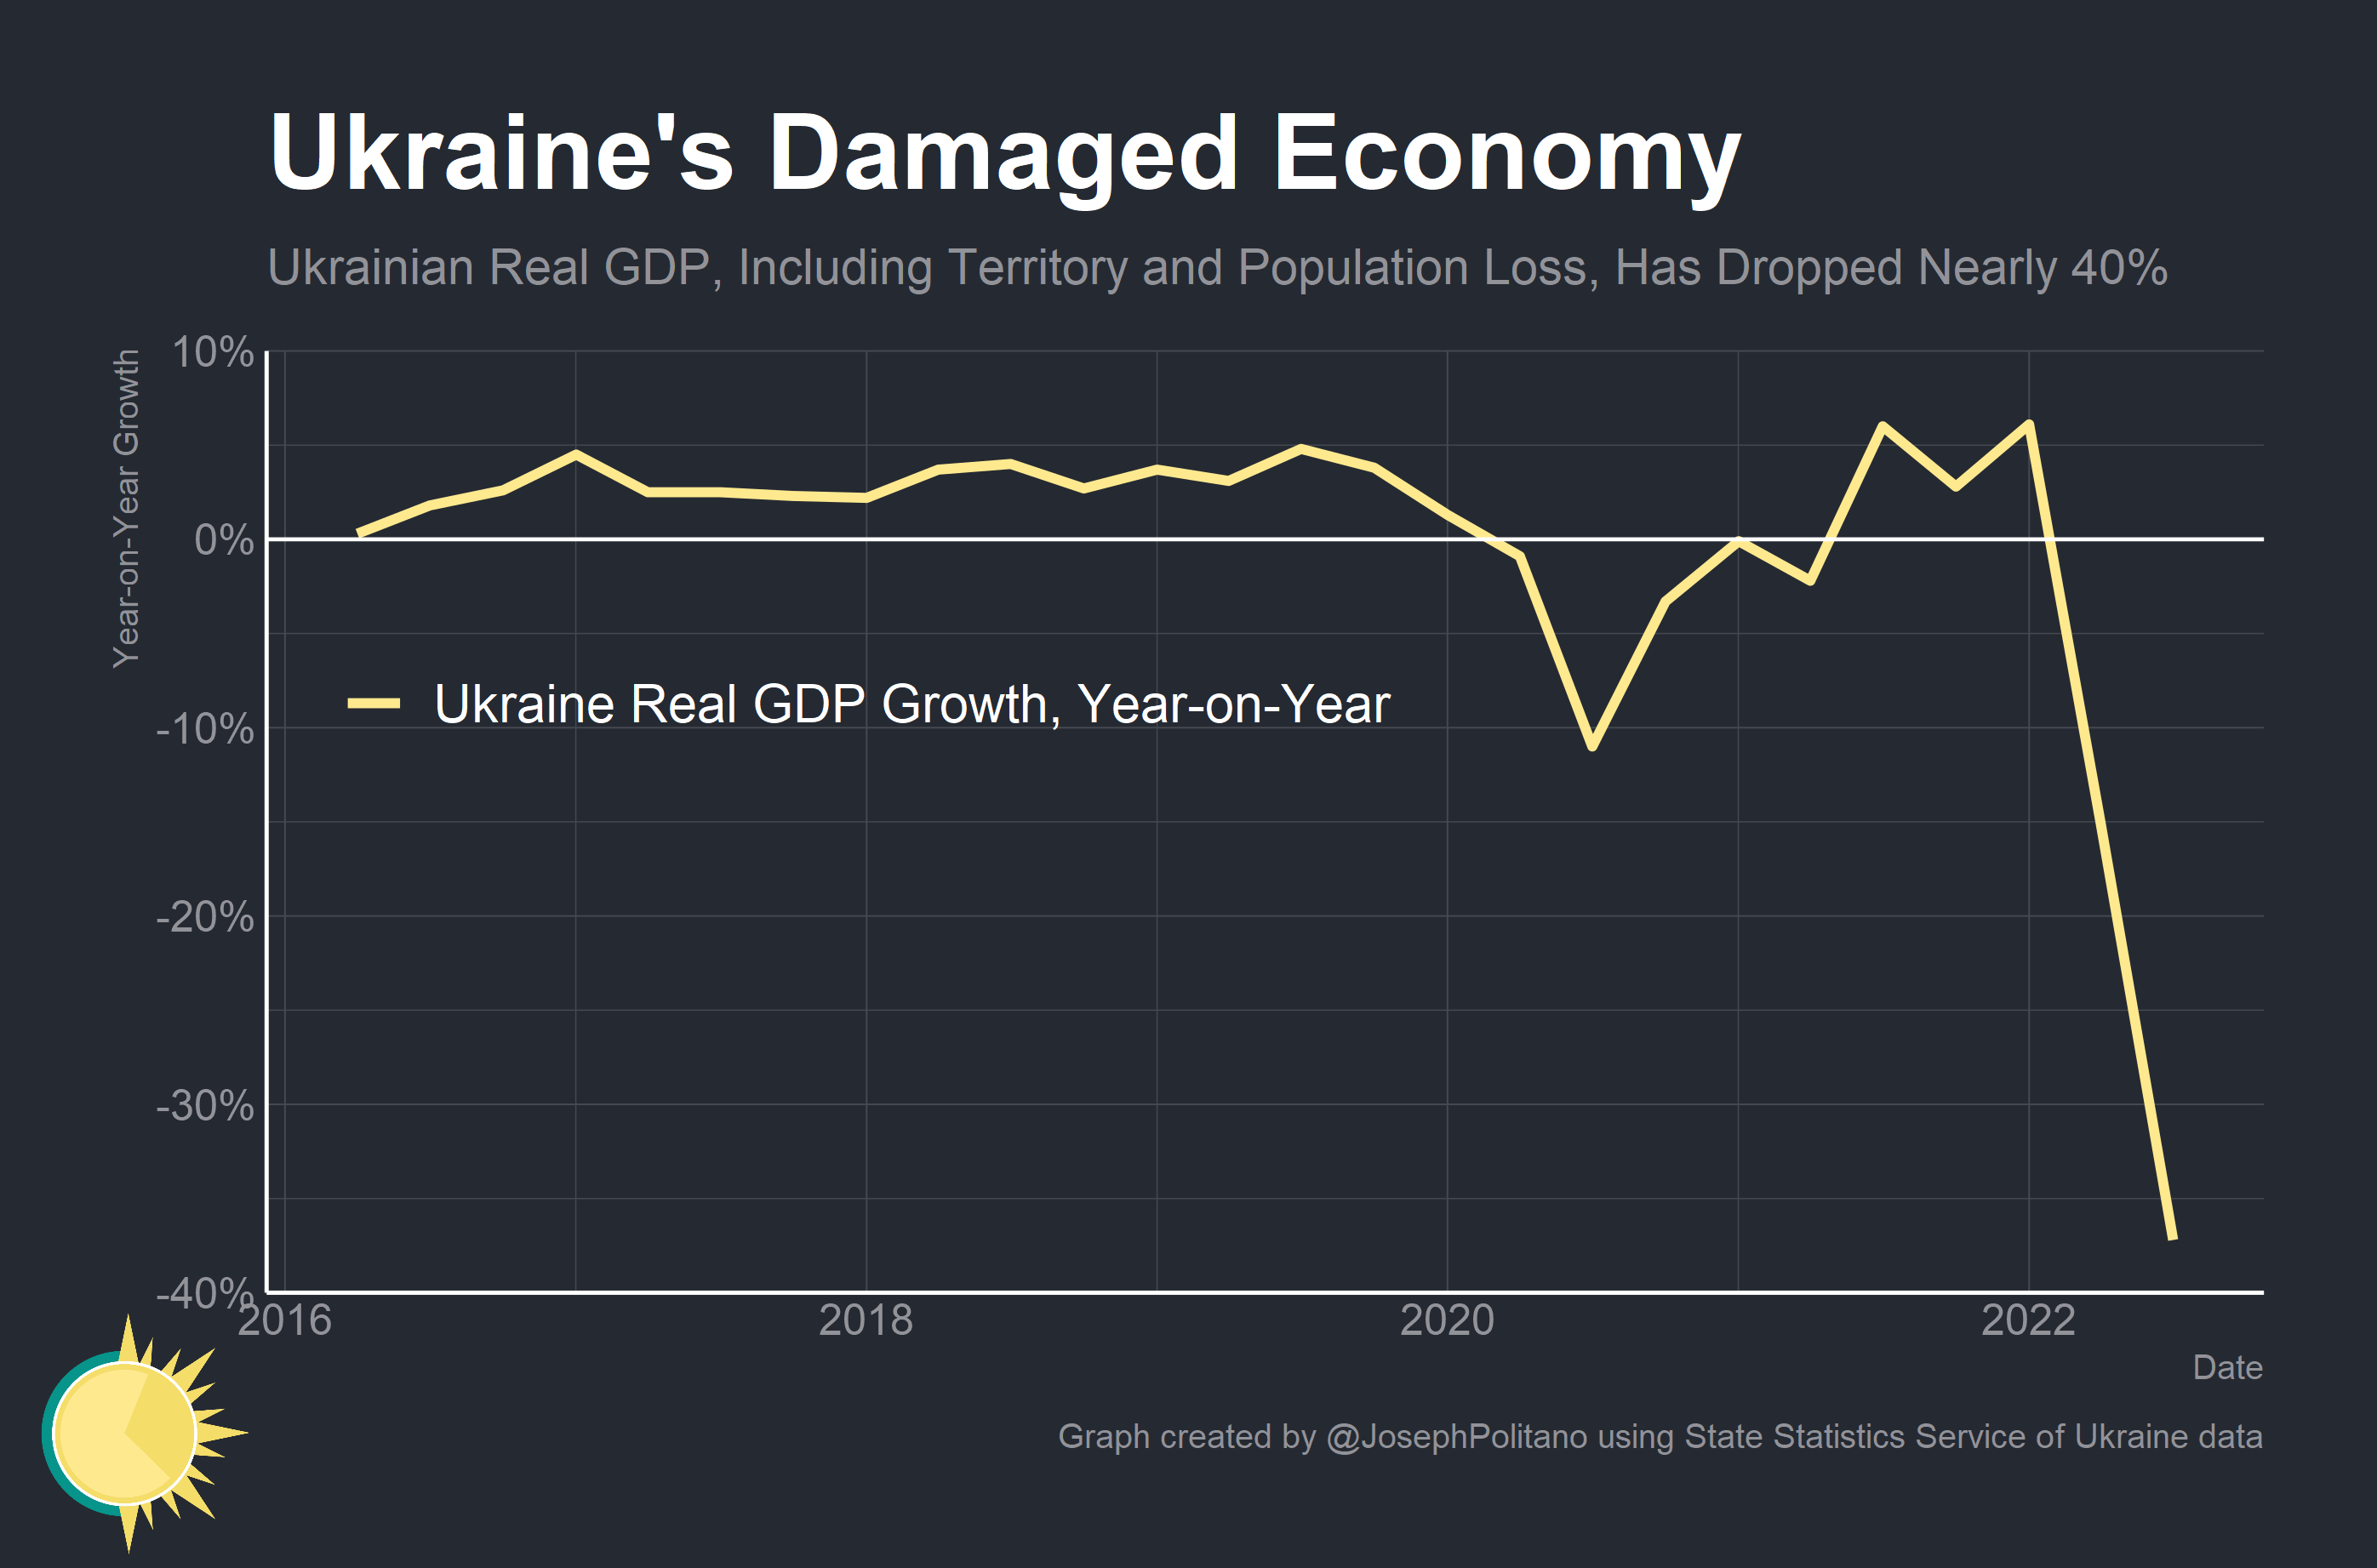 Ukraine's Damaged Economy
Ukrainian Real GDP, Including Territory and Population Loss, Has Dropped Nearly 40%
Year-on-Year Growth
10%
0%
-10%
-20%
-30%
-40%
Ukraine Real GDP Growth, Year-on-Year
2016
2018
2020
2022
Date
Graph created by @JosephPolitano using State Statistics Service of Ukraine data